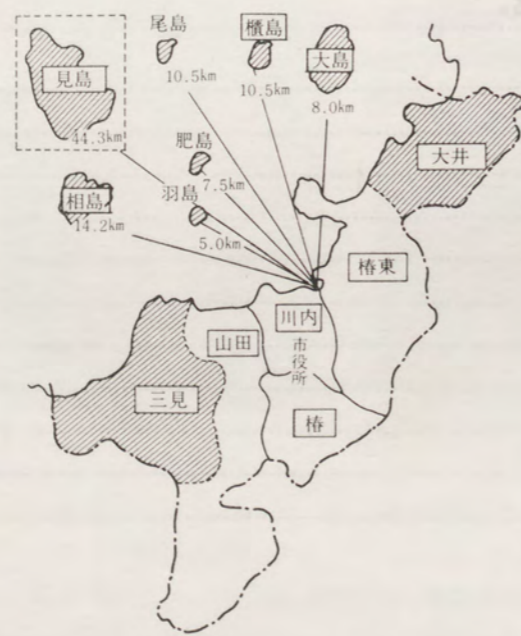 尾島
櫃島
大島
見島
10.5km
10.5km
8.0km
44.3km
肥島
7.5km
大井
相島
羽島
14.2km
5.0km
椿東
川内
山田
市役所
三見
椿